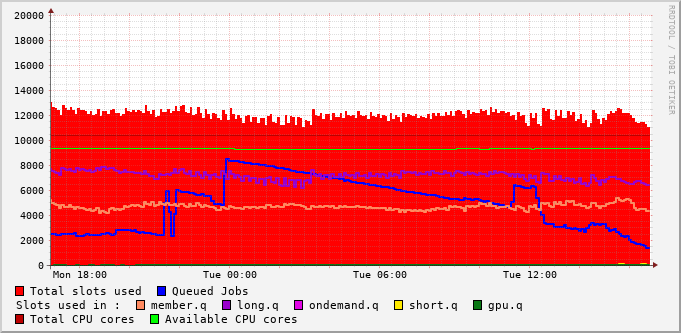 RRDTOOL / TOBI OETIKER
20000
18000
16000
14000
12000
10000
8000
6000
4000
2000
0
Mon 18:00 Tue 00:00 Tue 06:00 Tue 12:00
Total slots used Queued Jobs
Slots used in : member.q long.q ondemand.q short.q gpu.q
Total CPU cores Available CPU cores